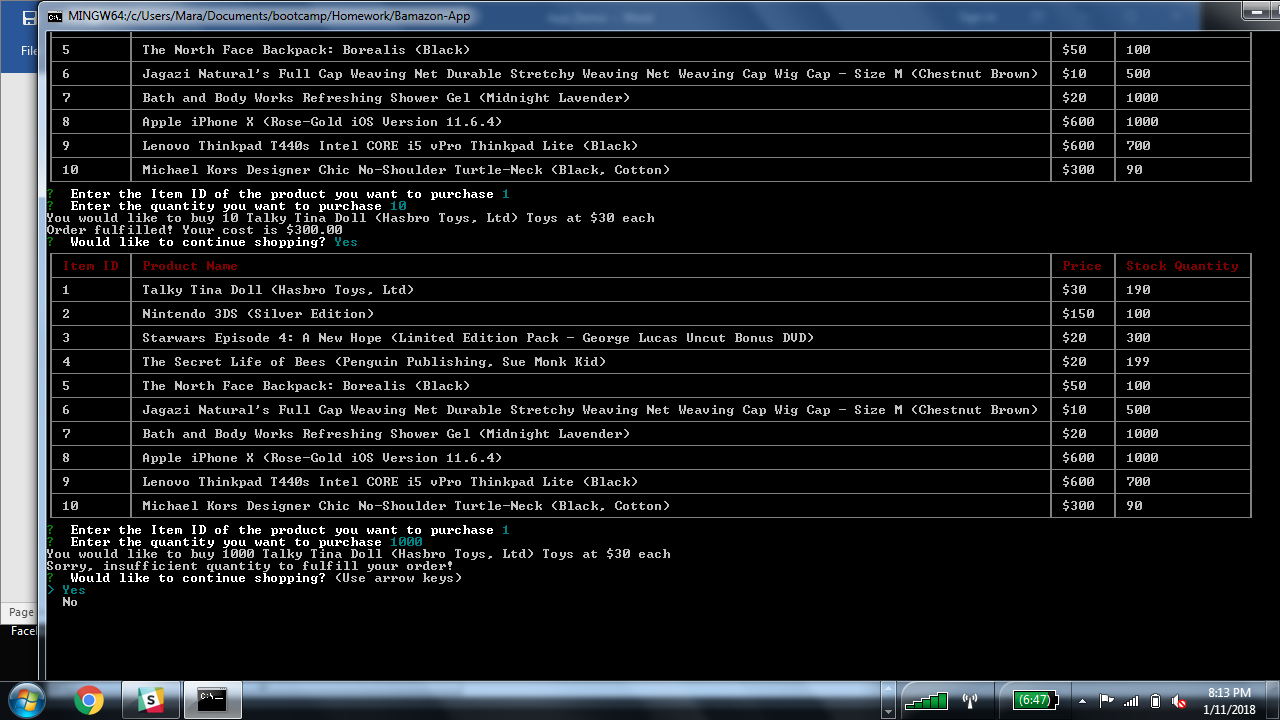 MINGW64:/c/Users/Mara/Documents/bootcamp/Homework/Bamazon-App
File
5 The North Face Backpack: Borealis (Black) $50 100
6 Jagazi Natural's Full Cap Weaving Net Durable Stretchy Weaving Net Weaving Cap Wig Cap - Size M (Chestnut Brown) $10 500
7 Bath and Body Works Refreshing Shower Gel (Midnight Lavender) $20 1000
8 Apple iPhone X (Rose-Gold iOS Version 11.6.4) $600 1000
9 Lenovo Thinkpad T440s Intel CORE i5 vPro Thinkpad Lite (Black) $600 700
10 Michael Kors Designer Chic No-Shoulder Turtle-Neck (Black, Cotton) $300 90
? Enter the Item ID of the product you want to purchase 1
? Enter the quantity you want to purchase 10
You would like to buy 10 Talky Tina Doll (Hasbro Toys, Ltd) Toys at $30 each
Order fulfilled! Your cost is $300.00
? Would like to continue shopping? Yes
Item ID Product Name Price Stock Quantity
1 Talky Tina Doll (Hasbro Toys, Ltd) $30 190
2 Nintendo 3DS (Silver Edition) $150 100
3 Starwars Episode 4: A New Hope (Limited Edition Pack - George Lucas Uncut Bonus DVD) $20 300
4 The Secret Life of Bees (Penguin Publishing, Sue Monk Kid) $20 199
5 The North Face Backpack: Borealis (Black) $50 100
6 Jagazi Natural's Full Cap Weaving Net Durable Stretchy Weaving Net Weaving Cap Wig Cap - Size M (Chestnut Brown) $10 500
7 Bath and Body Works Refreshing Shower Gel (Midnight Lavender) $20 1000
8 Apple iPhone X (Rose-Gold iOS Version 11.6.4) $600 1000
9 Lenovo Thinkpad T440s Intel CORE i5 vPro Thinkpad Lite (Black) $600 700
10 Michael Kors Designer Chic No-Shoulder Turtle-Neck (Black, Cotton) $300 90
? Enter the Item ID of the product you want to purchase 1
? Enter the quantity you want to purchase 1000
You would like to buy 1000 Talky Tina Doll (Hasbro Toys, Ltd) Toys at $30 each
Sorry, insufficient quantity to fulfill your order!
? Would like to continue shopping? (Use arrow keys)
> Yes
No
Page
Facel
(6:47)
8:13 PM
1/11/2018